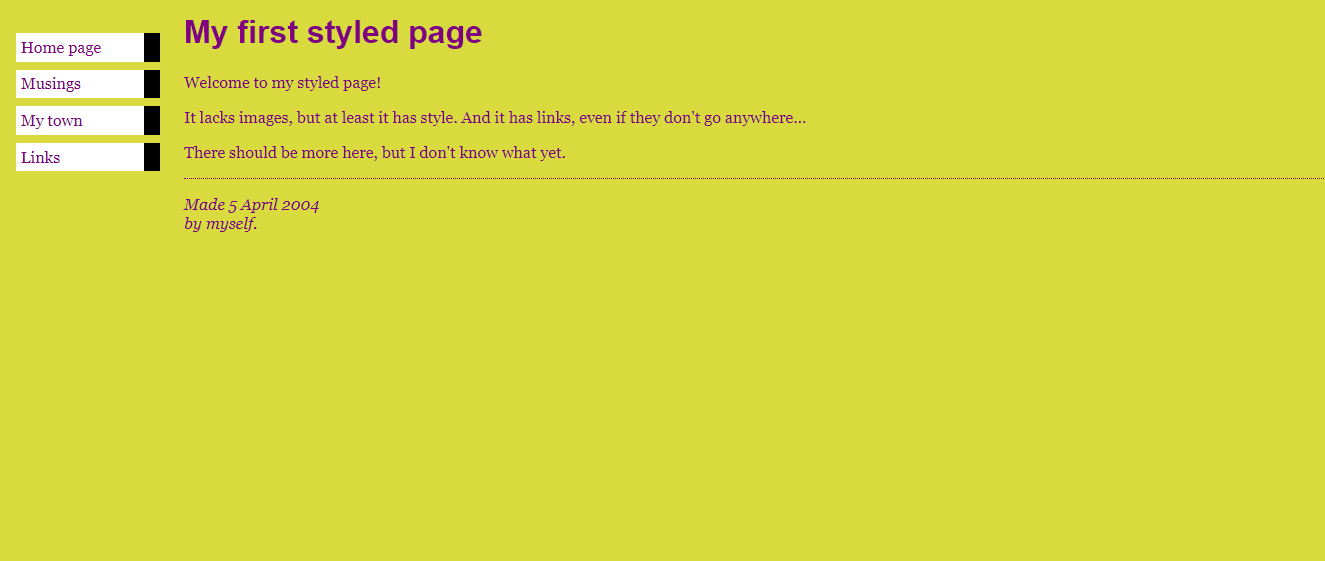 Home page
Musings
My town
Links
My first styled page
Welcome to my styled page!
It lacks images, but at least it has style. And it has links, even if they don't go anywhere...
There should be more here, but I don't know what yet.
Made 5 April 2004
by myself.